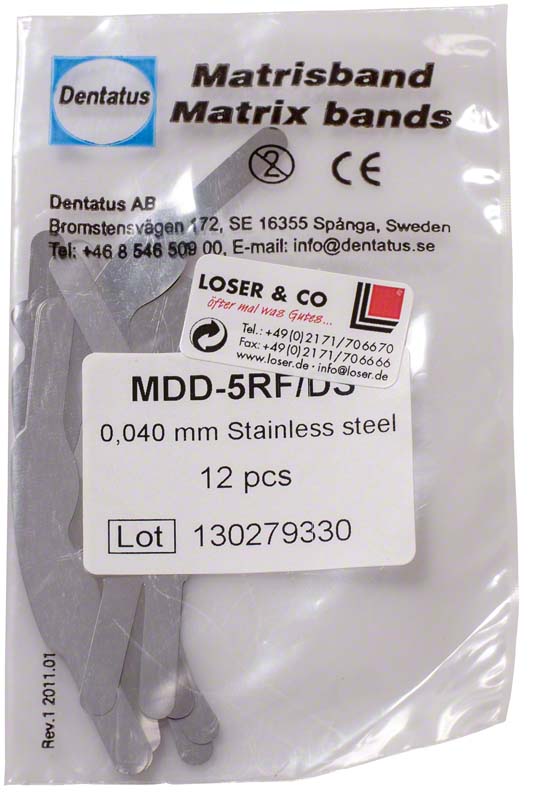 Dentatus
Matrisband
Matrix bands
2
CE
Dentatus AB
Bromstensvägen 172, SE 16355 Spånga, Sweden
Tel: +46 8 546 509 00, E-mail: info@dentatus.se
LOSER & CO
öfter mal was Gutes...
Tel.: +49(0)2171/706670
Fax: +49(0)2171/706666
www.loser.de · info@loser.de
MDD-5RF/DS
0,040 mm Stainless steel
12 pcs
Lot 130279330
Rev.1 2011.01